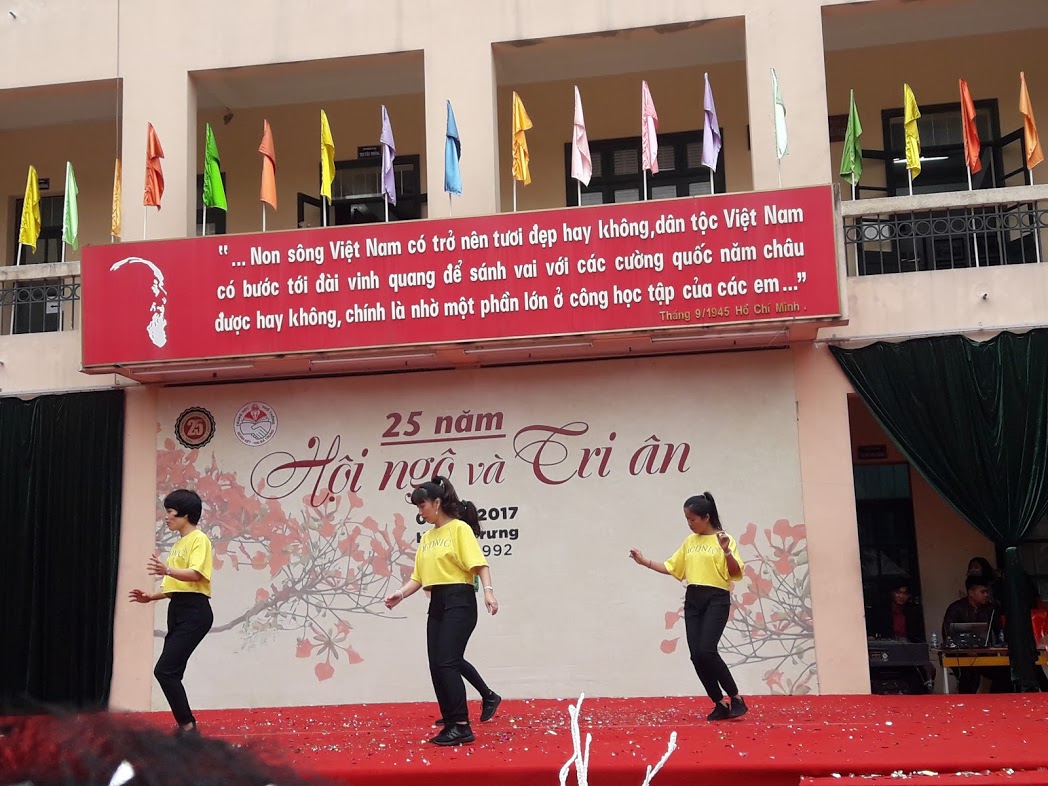 “... Non sông Việt Nam có trở nên tươi đẹp hay không,dân tộc Việt Nam
có bước tới đài vinh quang để sánh vai với các cường quốc năm châu
được hay không, chính là nhờ một phần lớn ở công học tập của các em ...”
Tháng 9/1945 Hồ Chí Minh .
25
25 năm
Hội ngộ và Tri ân
2017
992